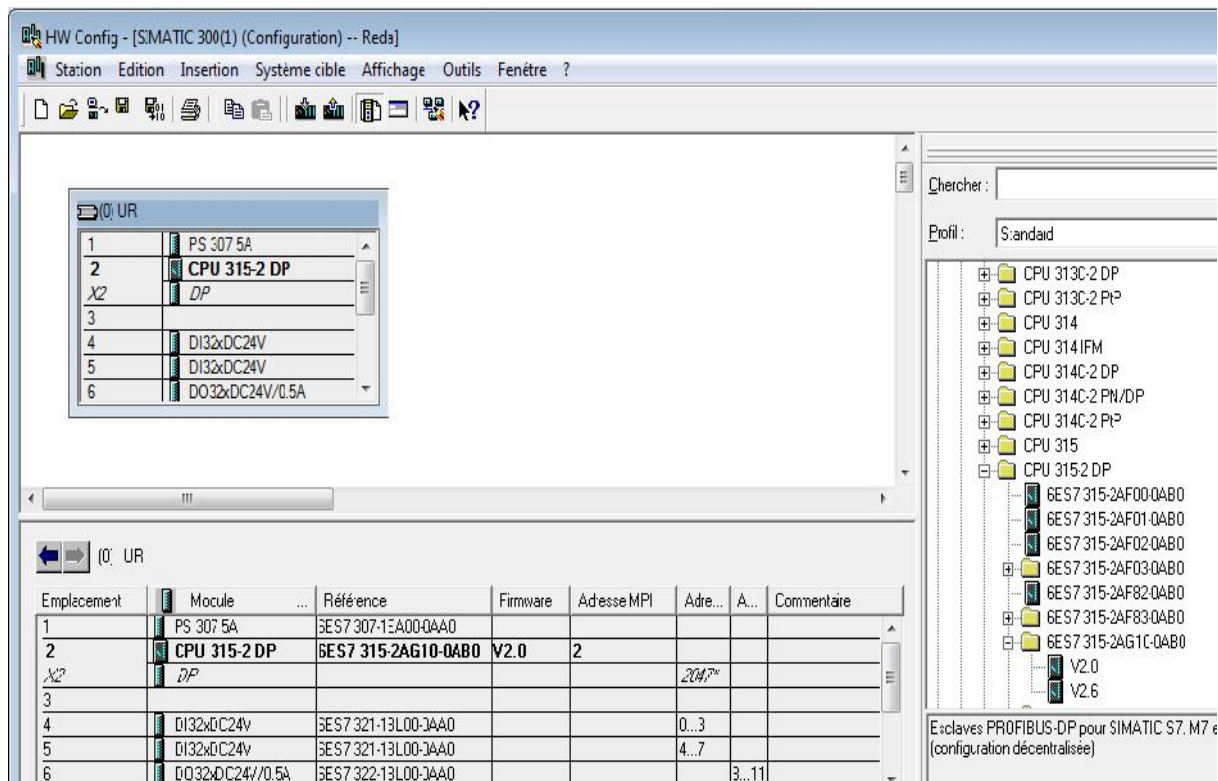 HW Config - [SIMATIC 300(1) (Configuration) -- Reda]
Station Edition Insertion Système cible Affichage Outils Fenêtre ?
(0) UR
1 PS 307 5A
2 CPU 315-2 DP
X2 DP
3
4 DI32xDC24V
5 DI32xDC24V
6 DO32xDC24V/0.5A
Chercher :
Profil : Standard
CPU 313C-2 DP
CPU 313C-2 PtP
CPU 314
CPU 314 IFM
CPU 314C-2 DP
CPU 314C-2 PN/DP
CPU 314C-2 PtP
CPU 315
CPU 315-2 DP
6ES7 315-2AF00-0AB0
6ES7 315-2AF01-0AB0
6ES7 315-2AF02-0AB0
6ES7 315-2AF03-0AB0
6ES7 315-2AF82-0AB0
6ES7 315-2AF83-0AB0
6ES7 315-2AG10-0AB0
V2.0
V2.6
(0) UR
Emplacement Module ... Référence Firmware Adresse MPI Adre... A... Commentaire
1 PS 307 5A 6ES7 307-1EA00-0AA0
2 CPU 315-2 DP 6ES7 315-2AG10-0AB0 V2.0 2
X2 DP 2047*
3
4 DI32xDC24V 6ES7 321-1BL00-0AA0 0...3
5 DI32xDC24V 6ES7 321-1BL00-0AA0 4...7
6 DO32xDC24V/0.5A 6ES7 322-1BL00-0AA0 8...11
Esclaves PROFIBUS-DP pour SIMATIC S7, M7 e
(configuration décentralisée)